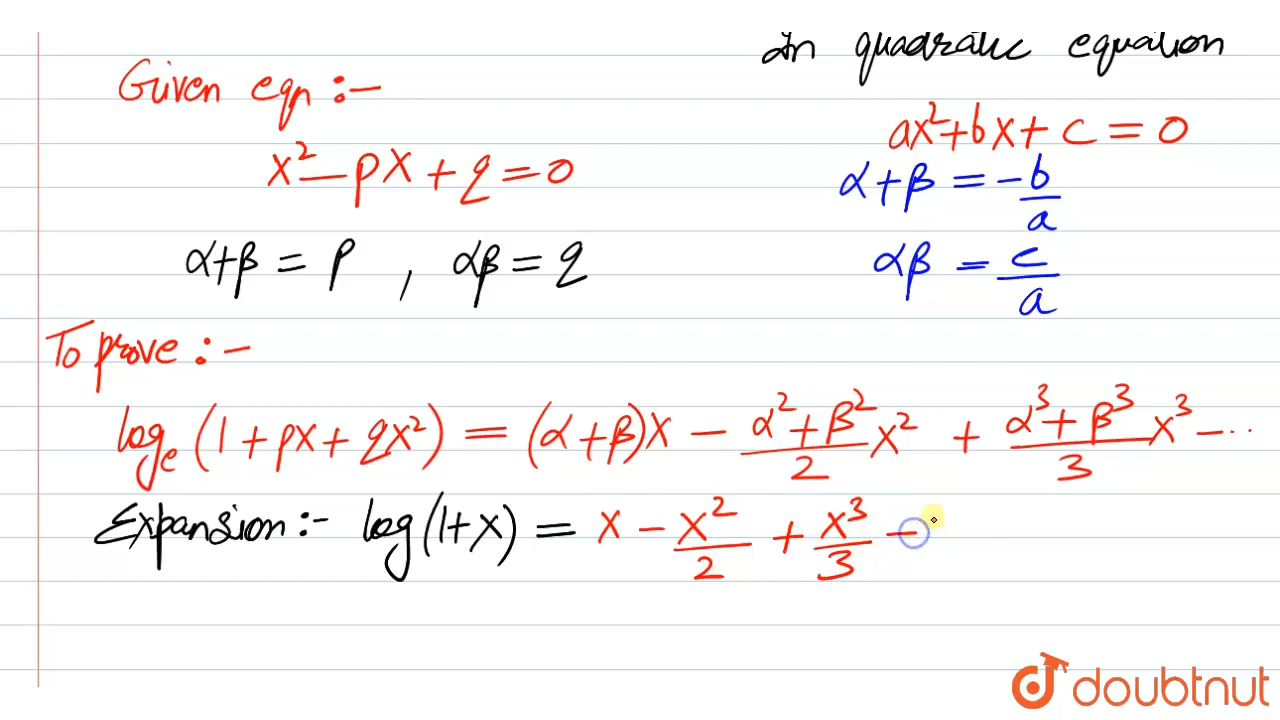 In quadratic equation
Given eqn :-
ax²+bx+c=0
x²-px+q=0
α+β = -b/a
α+β = p , αβ = q
αβ = c/a
To prove :-
logₑ(1+px+qx²) = (α+β)x - (α²+β²)/2 x² + (α³+β³)/3 x³ - ...
Expansion :- log(1+x) = x - x²/2 + x³/3 -
doubtnut